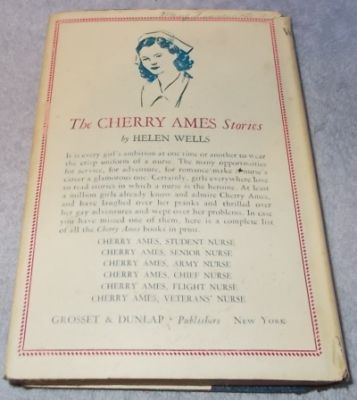 The CHERRY AMES Stories
by HELEN WELLS
It is every girl's ambition at one time or another to wear
the crisp uniform of a nurse. The many opportunities
for service, for adventure, for romance make a nurse's
career a glamorous one. Certainly, girls everywhere love
to read stories in which a nurse is the heroine. At least
a million girls already know and admire Cherry Ames,
and have laughed over her pranks and thrilled over
her gay adventures and wept over her problems. In case
you have missed one of them, here is a complete list
of all the Cherry Ames books in print.
CHERRY AMES, STUDENT NURSE
CHERRY AMES, SENIOR NURSE
CHERRY AMES, ARMY NURSE
CHERRY AMES, CHIEF NURSE
CHERRY AMES, FLIGHT NURSE
CHERRY AMES, VETERANS' NURSE
GROSSET & DUNLAP • Publishers NEW YORK